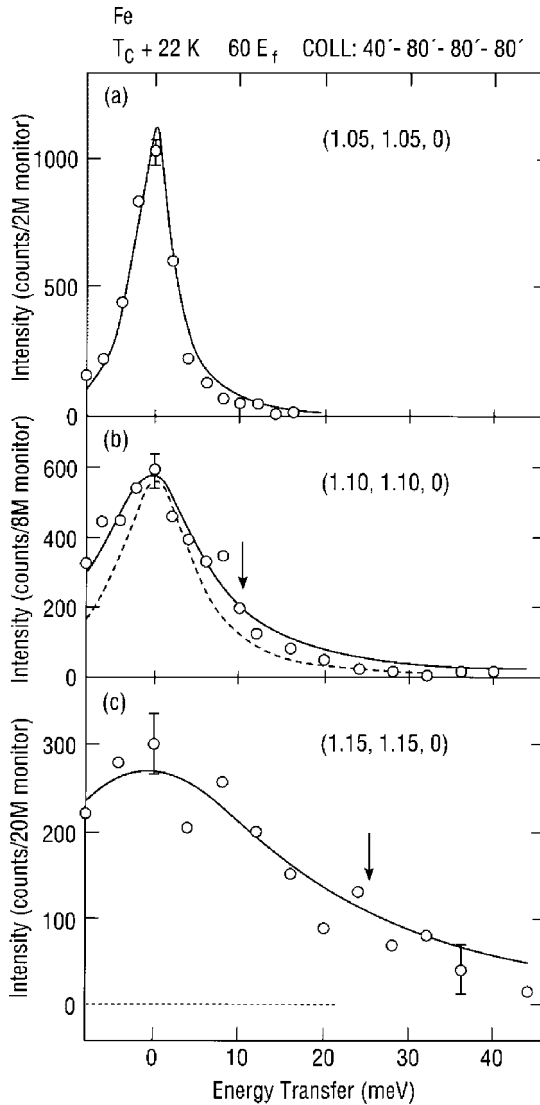 Fe
T_C + 22 K 60 E_f COLL: 40´- 80´- 80´- 80´
(a)
(1.05, 1.05, 0)
Intensity (counts/2M monitor)
1000
500
0
(b)
(1.10, 1.10, 0)
Intensity (counts/8M monitor)
600
400
200
0
(c)
(1.15, 1.15, 0)
Intensity (counts/20M monitor)
300
200
100
0
0 10 20 30 40
Energy Transfer (meV)